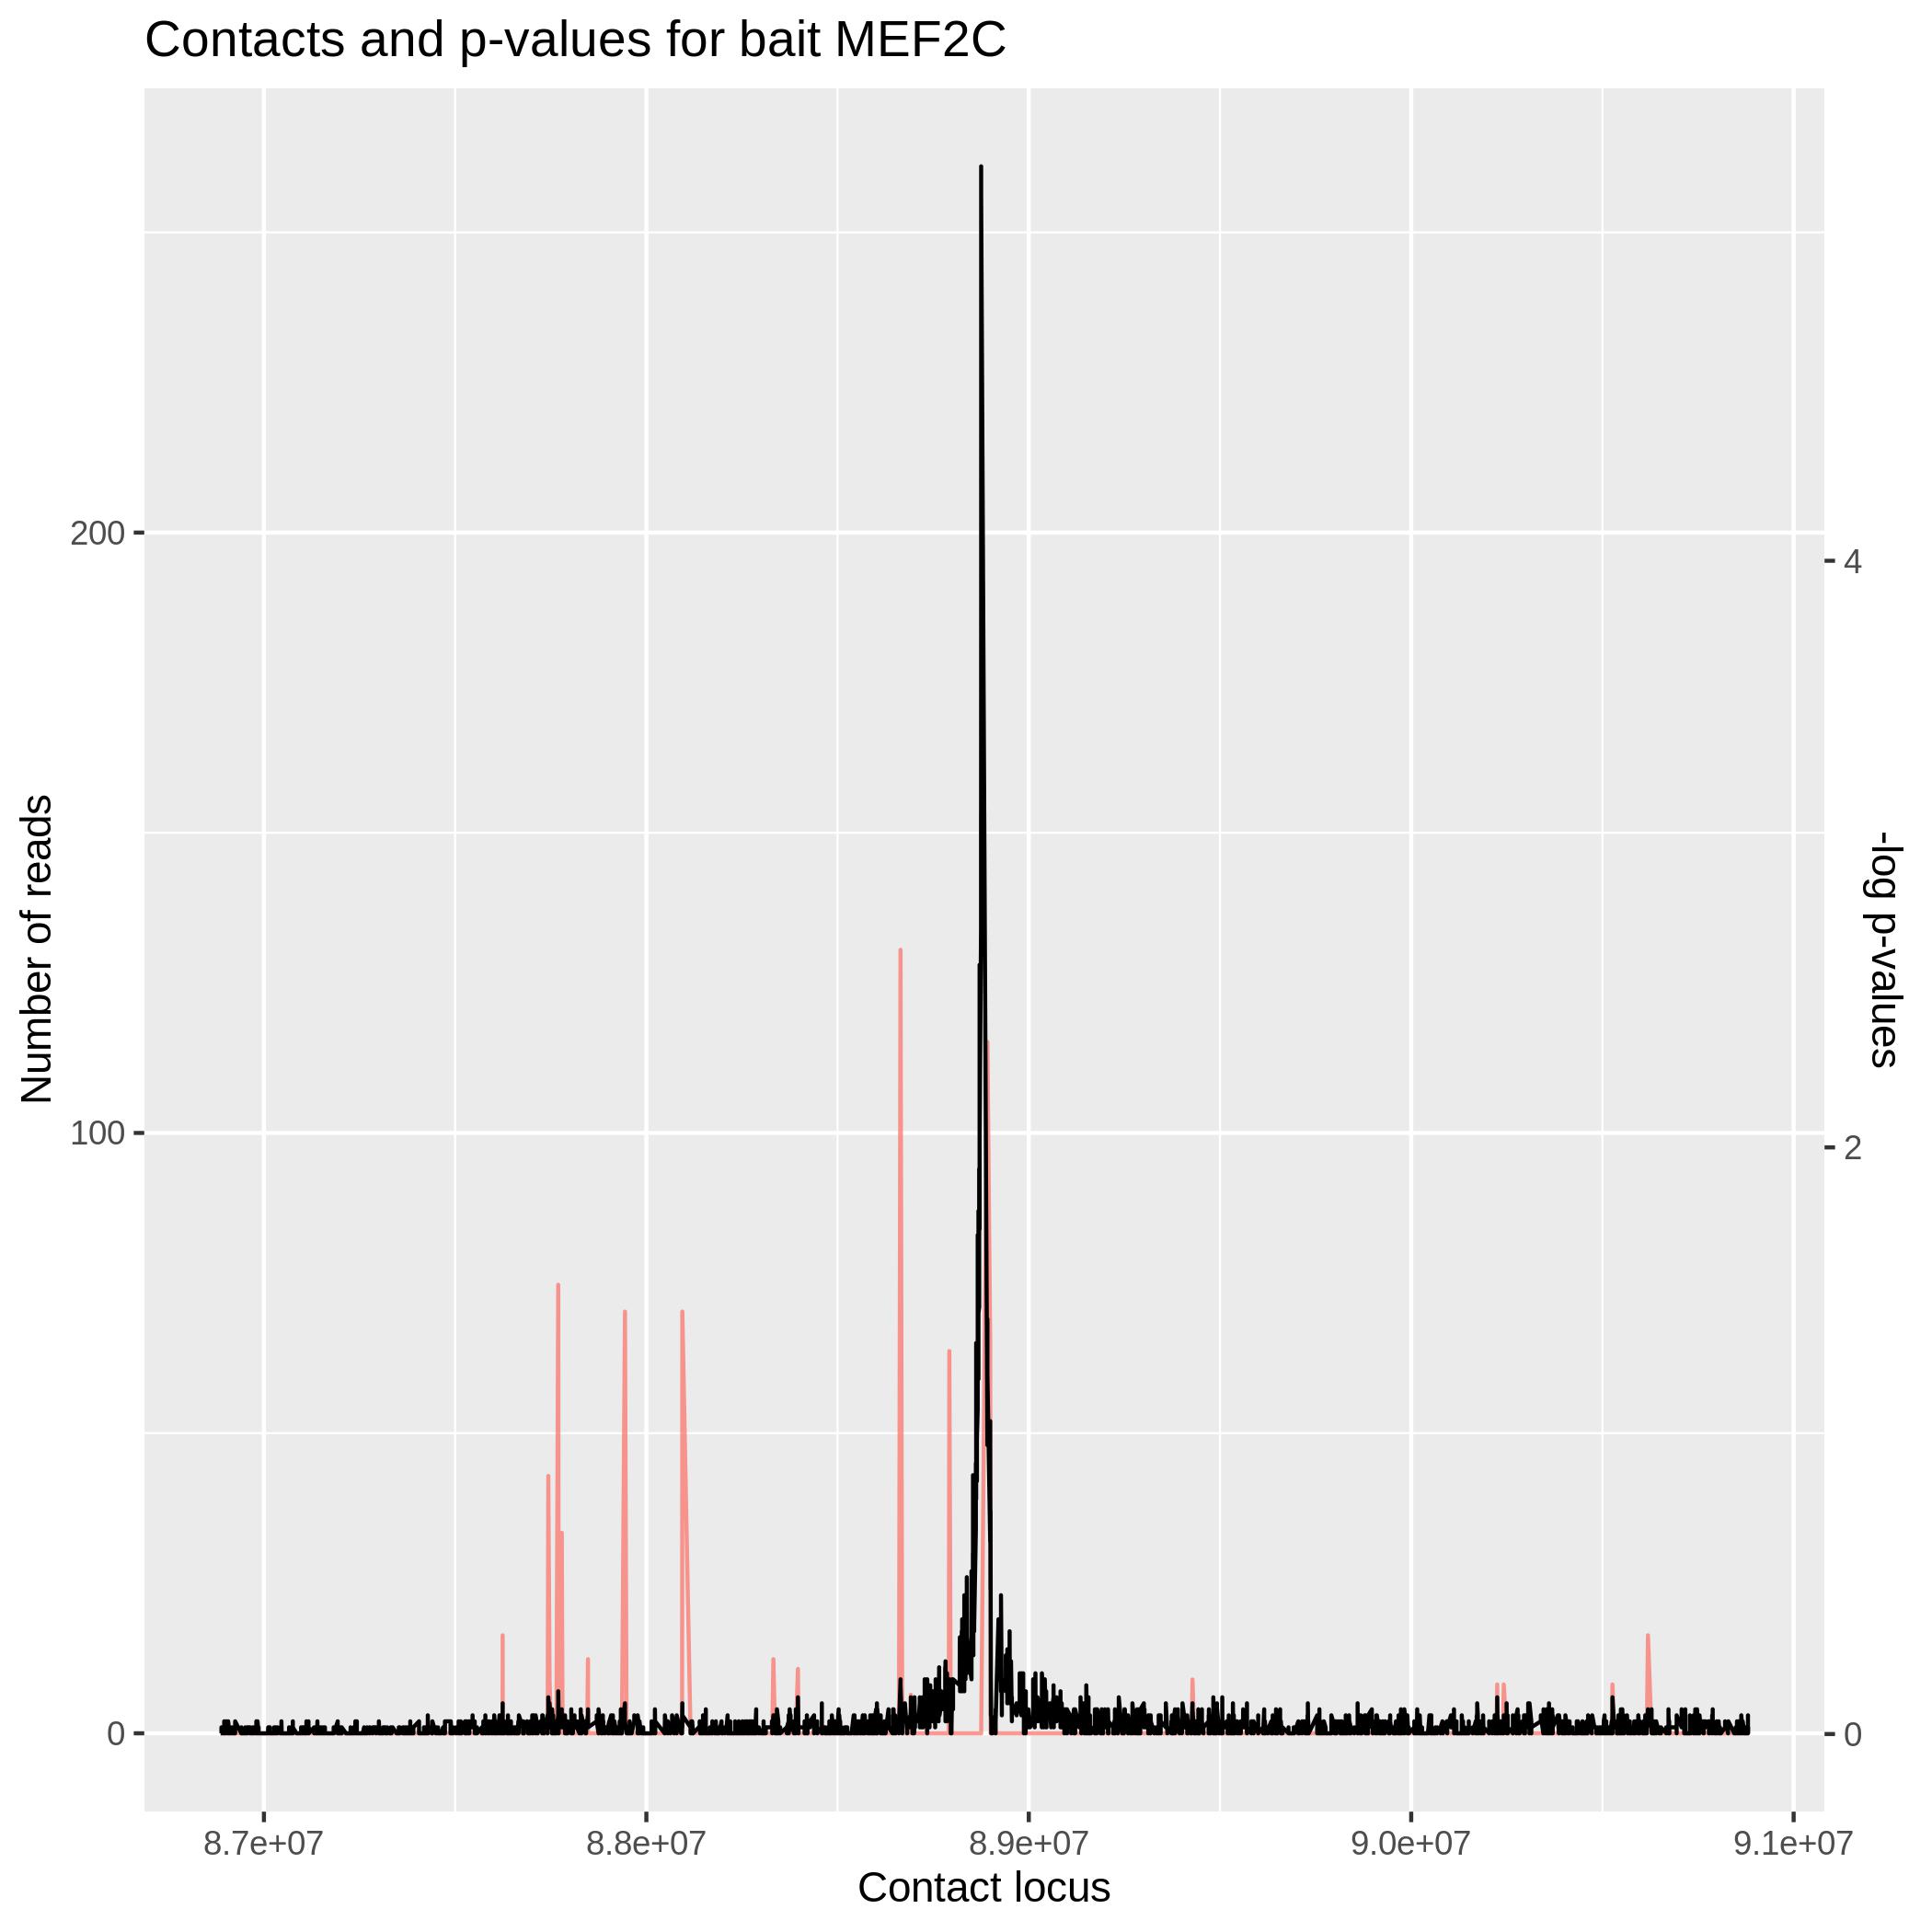 Contacts and p-values for bait MEF2C
Number of reads
200
100
0
4
2
0
-log p-values
8.7e+07 8.8e+07 8.9e+07 9.0e+07 9.1e+07
Contact locus